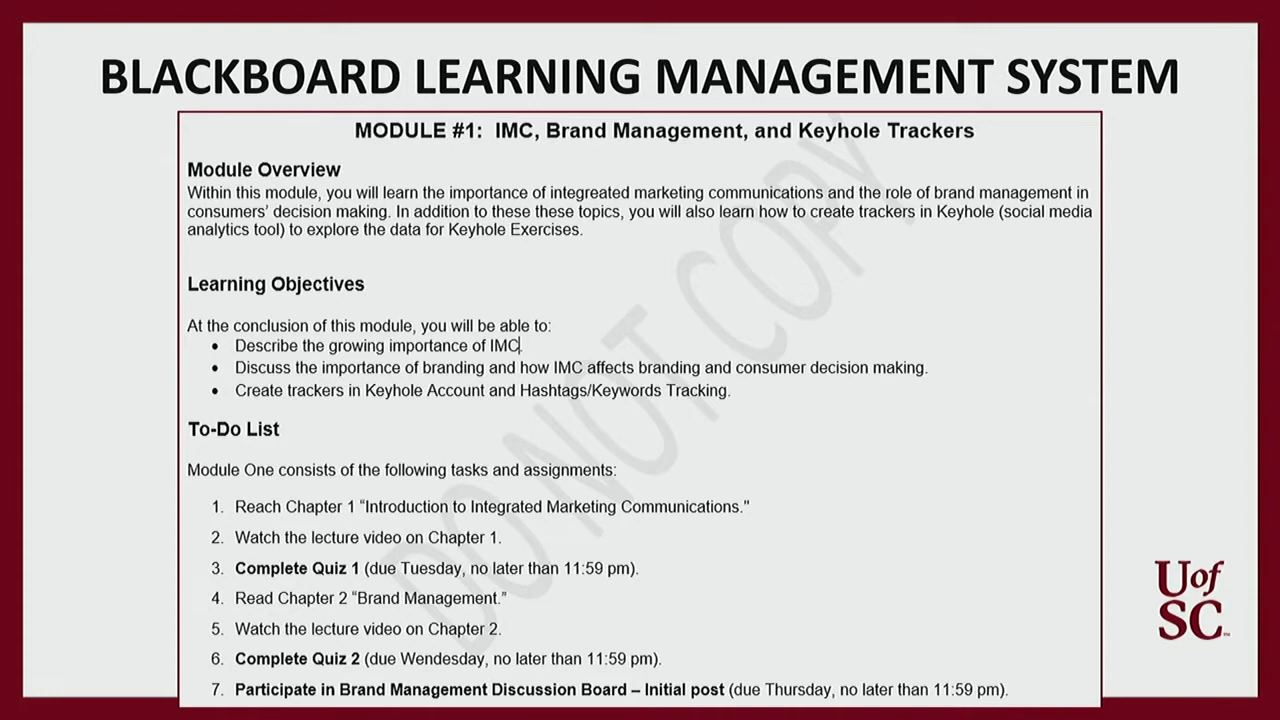 BLACKBOARD LEARNING MANAGEMENT SYSTEM
MODULE #1: IMC, Brand Management, and Keyhole Trackers
Module Overview
Within this module, you will learn the importance of integreated marketing communications and the role of brand management in
consumers' decision making. In addition to these these topics, you will also learn how to create trackers in Keyhole (social media
analytics tool) to explore the data for Keyhole Exercises.
Learning Objectives
At the conclusion of this module, you will be able to:
• Describe the growing importance of IMC.
• Discuss the importance of branding and how IMC affects branding and consumer decision making.
• Create trackers in Keyhole Account and Hashtags/Keywords Tracking.
To-Do List
Module One consists of the following tasks and assignments:
1. Reach Chapter 1 “Introduction to Integrated Marketing Communications.”
2. Watch the lecture video on Chapter 1.
3. Complete Quiz 1 (due Tuesday, no later than 11:59 pm).
4. Read Chapter 2 “Brand Management.”
5. Watch the lecture video on Chapter 2.
6. Complete Quiz 2 (due Wendesday, no later than 11:59 pm).
7. Participate in Brand Management Discussion Board – Initial post (due Thursday, no later than 11:59 pm).
DO NOT COPY
U of
SC™